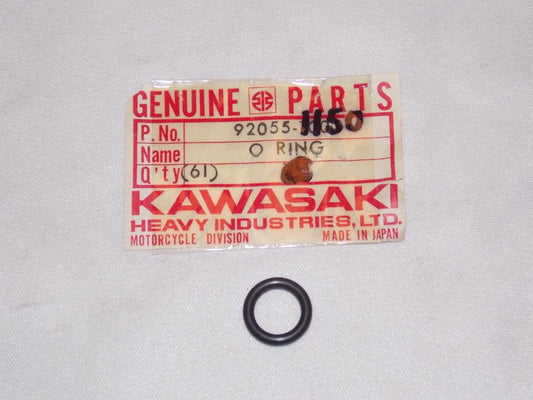 GENUINE PARTS
P. No. 92055-1150
Name O RING
Q'ty (61)
KAWASAKI
HEAVY INDUSTRIES, LTD.
MOTORCYCLE DIVISION MADE IN JAPAN